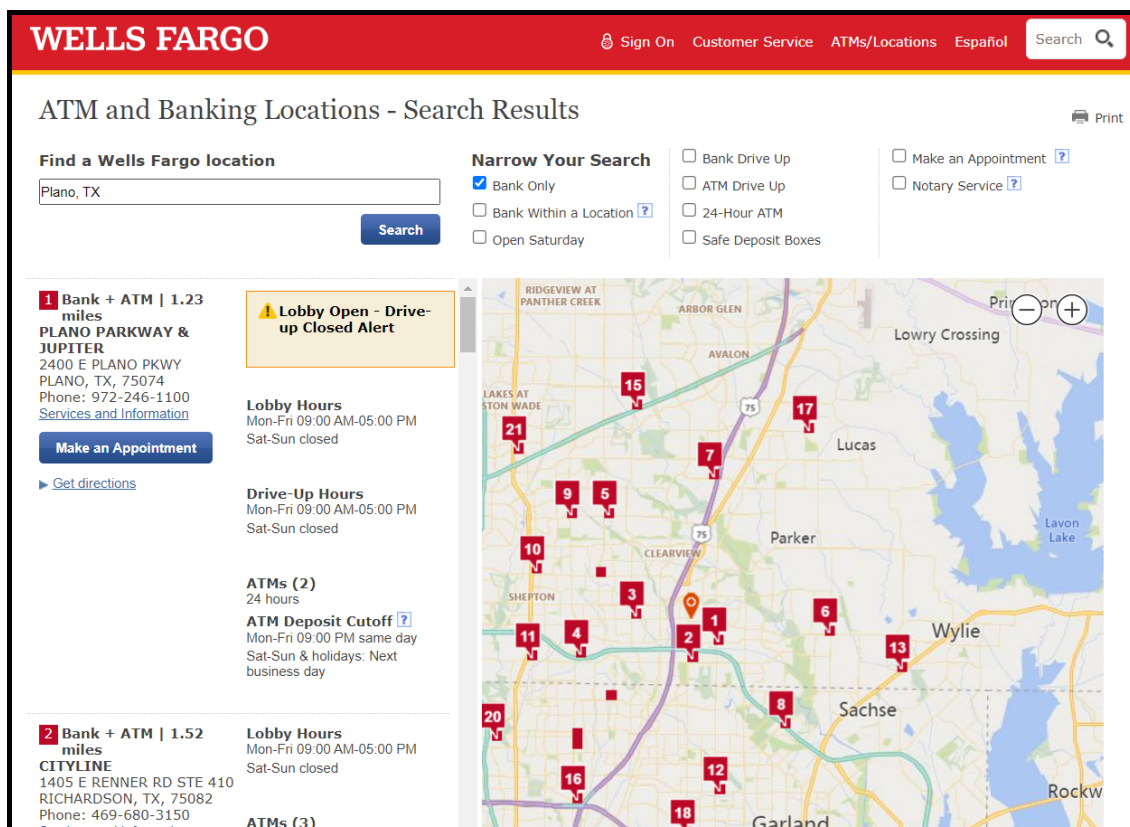 WELLS FARGO
Sign On
Customer Service
ATMs/Locations
Español
Search
ATM and Banking Locations - Search Results
Print
Find a Wells Fargo location
Plano, TX
Search
Narrow Your Search
Bank Only
Bank Within a Location ?
Open Saturday
Bank Drive Up
ATM Drive Up
24-Hour ATM
Safe Deposit Boxes
Make an Appointment ?
Notary Service ?
1 Bank + ATM | 1.23
miles
PLANO PARKWAY &
JUPITER
2400 E PLANO PKWY
PLANO, TX, 75074
Phone: 972-246-1100
Services and Information
Make an Appointment
Get directions
Lobby Open - Drive-
up Closed Alert
Lobby Hours
Mon-Fri 09:00 AM-05:00 PM
Sat-Sun closed
Drive-Up Hours
Mon-Fri 09:00 AM-05:00 PM
Sat-Sun closed
ATMs (2)
24 hours
ATM Deposit Cutoff ?
Mon-Fri 09:00 PM same day
Sat-Sun & holidays: Next
business day
2 Bank + ATM | 1.52
miles
CITYLINE
1405 E RENNER RD STE 410
RICHARDSON, TX, 75082
Phone: 469-680-3150
Lobby Hours
Mon-Fri 09:00 AM-05:00 PM
Sat-Sun closed
ATMs (3)
RIDGEVIEW AT
PANTHER CREEK
ARBOR GLEN
Lowry Crossing
AVALON
LAKES AT
STON WADE
15
75
17
21
Lucas
7
9
5
Lavon
Lake
75
Parker
10
CLEARVIEW
SHEPTON
3
6
1
4
11
2
Wylie
13
8
Sachse
20
12
16
Rockw
18
Garland